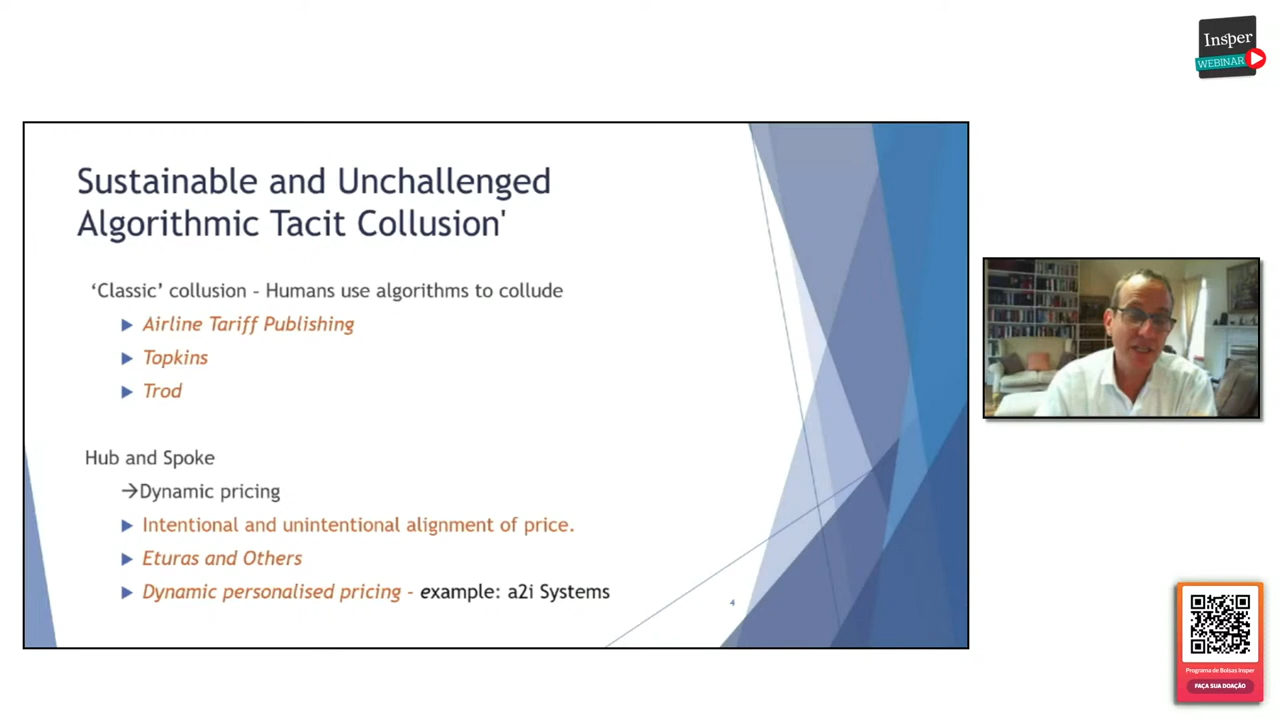 Insper
WEBINAR
Sustainable and Unchallenged
Algorithmic Tacit Collusion'
‘Classic’ collusion – Humans use algorithms to collude
Airline Tariff Publishing
Topkins
Trod
Hub and Spoke
→Dynamic pricing
Intentional and unintentional alignment of price.
Eturas and Others
Dynamic personalised pricing - example: a2i Systems
4
Programa de Bolsas Insper
FAÇA SUA DOAÇÃO